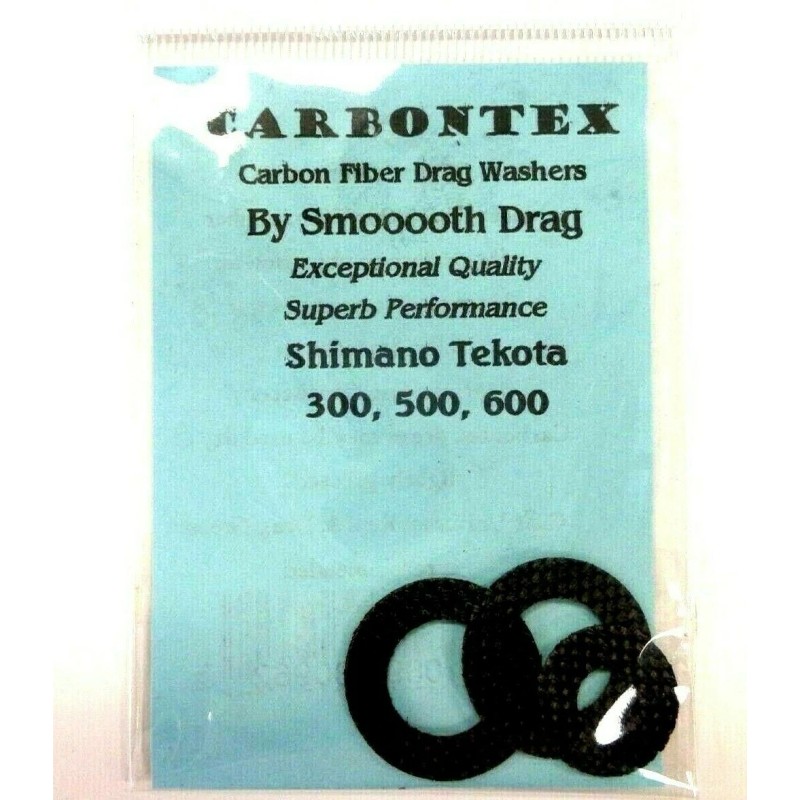 CARBONTEX
Carbon Fiber Drag Washers
By Smooooth Drag
Exceptional Quality
Superb Performance
Shimano Tekota
300, 500, 600